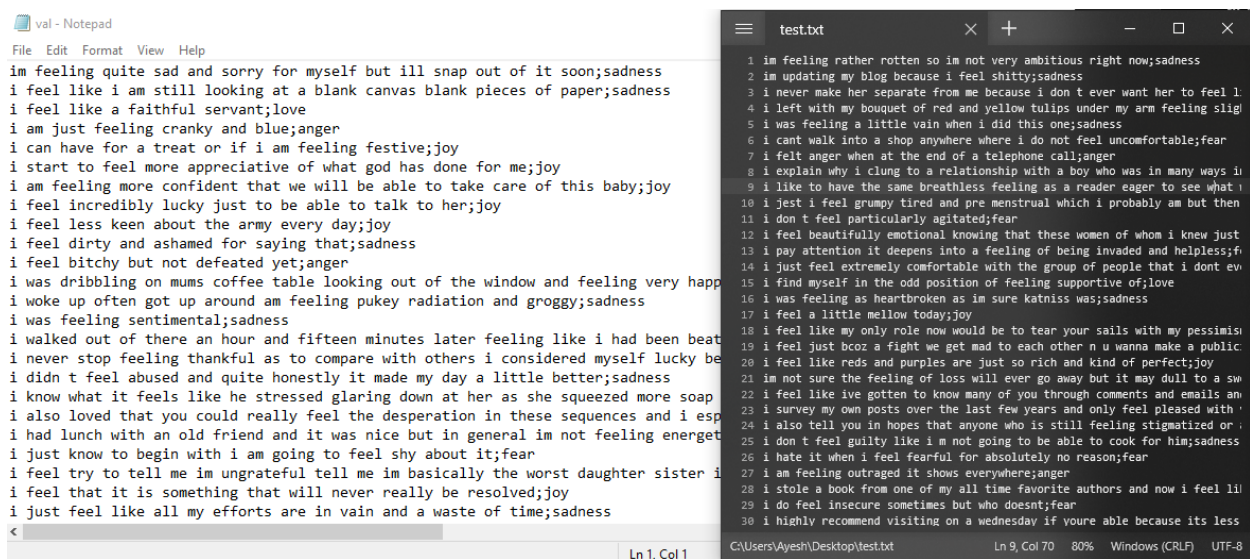 val - Notepad
File Edit Format View Help
im feeling quite sad and sorry for myself but ill snap out of it soon;sadness
i feel like i am still looking at a blank canvas blank pieces of paper;sadness
i feel like a faithful servant;love
i am just feeling cranky and blue;anger
i can have for a treat or if i am feeling festive;joy
i start to feel more appreciative of what god has done for me;joy
i am feeling more confident that we will be able to take care of this baby;joy
i feel incredibly lucky just to be able to talk to her;joy
i feel less keen about the army every day;joy
i feel dirty and ashamed for saying that;sadness
i feel bitchy but not defeated yet;anger
i was dribbling on mums coffee table looking out of the window and feeling very happ
i woke up often got up around am feeling pukey radiation and groggy;sadness
i was feeling sentimental;sadness
i walked out of there an hour and fifteen minutes later feeling like i had been beat
i never stop feeling thankful as to compare with others i considered myself lucky be
i didn t feel abused and quite honestly it made my day a little better;sadness
i know what it feels like he stressed glaring down at her as she squeezed more soap
i also loved that you could really feel the desperation in these sequences and i esp
i had lunch with an old friend and it was nice but in general im not feeling energet
i just know to begin with i am going to feel shy about it;fear
i feel try to tell me im ungrateful tell me im basically the worst daughter sister i
i feel that it is something that will never really be resolved;joy
i just feel like all my efforts are in vain and a waste of time;sadness
Ln 1, Col 1
test.txt
1 im feeling rather rotten so im not very ambitious right now;sadness
2 im updating my blog because i feel shitty;sadness
3 i never make her separate from me because i don t ever want her to feel l
4 i left with my bouquet of red and yellow tulips under my arm feeling slig
5 i was feeling a little vain when i did this one;sadness
6 i cant walk into a shop anywhere where i do not feel uncomfortable;fear
7 i felt anger when at the end of a telephone call;anger
8 i explain why i clung to a relationship with a boy who was in many ways i
9 i like to have the same breathless feeling as a reader eager to see what
10 i jest i feel grumpy tired and pre menstrual which i probably am but then
11 i don t feel particularly agitated;fear
12 i feel beautifully emotional knowing that these women of whom i knew just
13 i pay attention it deepens into a feeling of being invaded and helpless;f
14 i just feel extremely comfortable with the group of people that i dont ev
15 i find myself in the odd position of feeling supportive of;love
16 i was feeling as heartbroken as im sure katniss was;sadness
17 i feel a little mellow today;joy
18 i feel like my only role now would be to tear your sails with my pessimis
19 i feel just bcoz a fight we get mad to each other n u wanna make a public
20 i feel like reds and purples are just so rich and kind of perfect;joy
21 im not sure the feeling of loss will ever go away but it may dull to a sw
22 i feel like ive gotten to know many of you through comments and emails an
23 i survey my own posts over the last few years and only feel pleased with
24 i also tell you in hopes that anyone who is still feeling stigmatized or
25 i don t feel guilty like i m not going to be able to cook for him;sadness
26 i hate it when i feel fearful for absolutely no reason;fear
27 i am feeling outraged it shows everywhere;anger
28 i stole a book from one of my all time favorite authors and now i feel li
29 i do feel insecure sometimes but who doesnt;fear
30 i highly recommend visiting on a wednesday if youre able because its less
C:\Users\Ayesh\Desktop\test.txt Ln 9, Col 70 80% Windows (CRLF) UTF-8